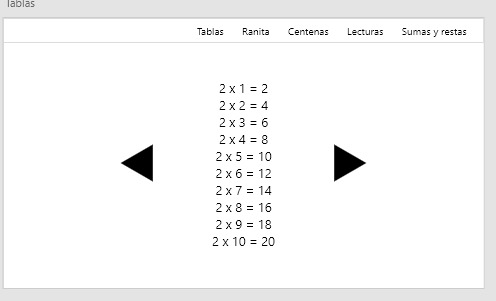 Tablas
Tablas Ranita Centenas Lecturas Sumas y restas
2 x 1 = 2
2 x 2 = 4
2 x 3 = 6
2 x 4 = 8
2 x 5 = 10
2 x 6 = 12
2 x 7 = 14
2 x 8 = 16
2 x 9 = 18
2 x 10 = 20